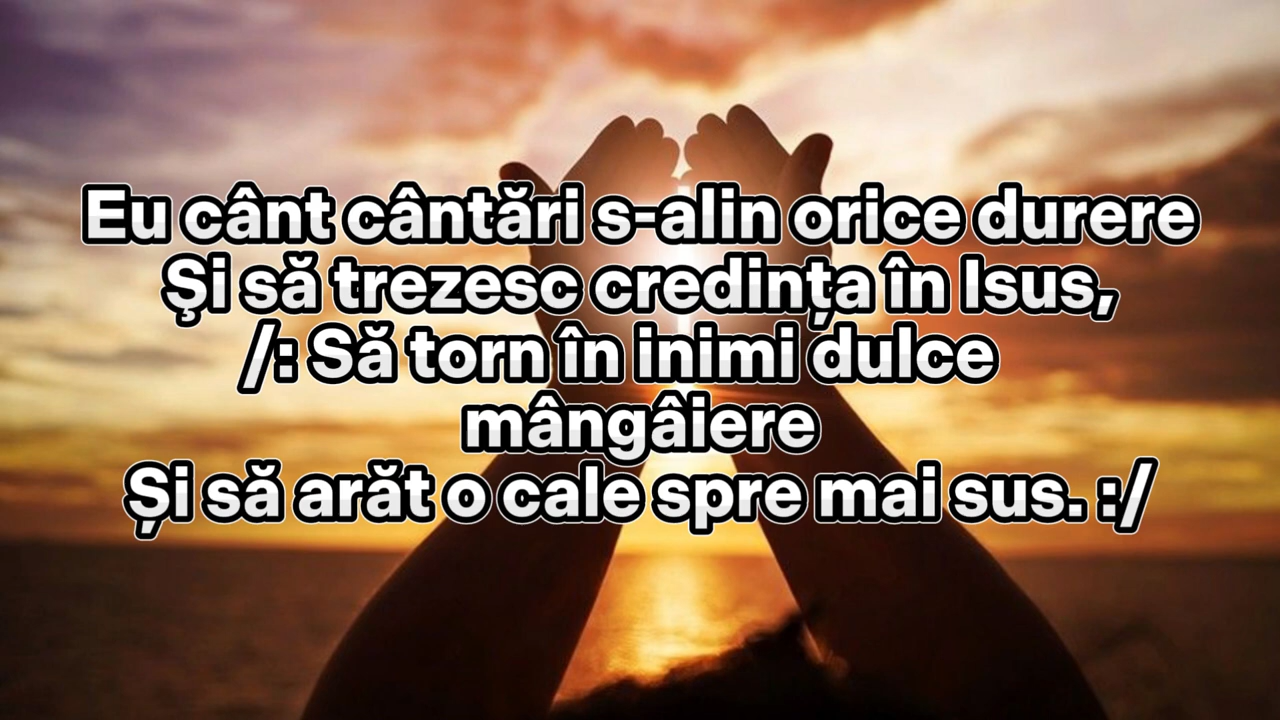 Eu cânt cântări s-alin orice durere
Şi să trezesc credința în Isus,
/: Să torn în inimi dulce
mângâiere
Și să arăt o cale spre mai sus. :/